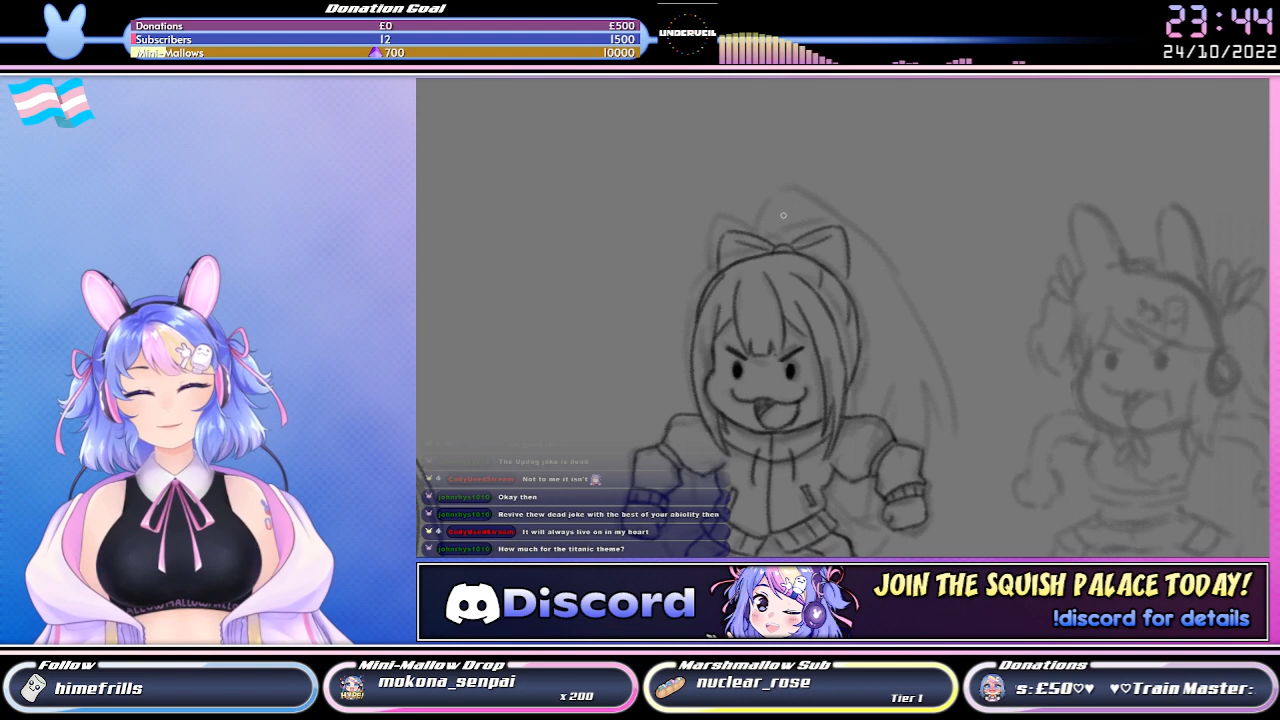 Donation Goal
Donations £0 £500
Subscribers 12 1500
Mini-Mallows 700 10000
UNDERVEIL
23:44
24/10/2022
The Updog joke is dead
CodyUsedStream Not to me it isn't
johnrhys1010 Okay then
johnrhys1010 Revive thew dead joke with the best of your abiolity then
CodyUsedStream It will always live on in my heart
johnrhys1010 How much for the titanic theme?
Discord
JOIN THE SQUISH PALACE TODAY!
!discord for details
Follow
himefrills
Mini-Mallow Drop
HYPE!
mokona_senpai
x 200
Marshmallow Sub
nuclear_rose
Tier 1
Donations
s: £50♡♥ ♥♡Train Master: